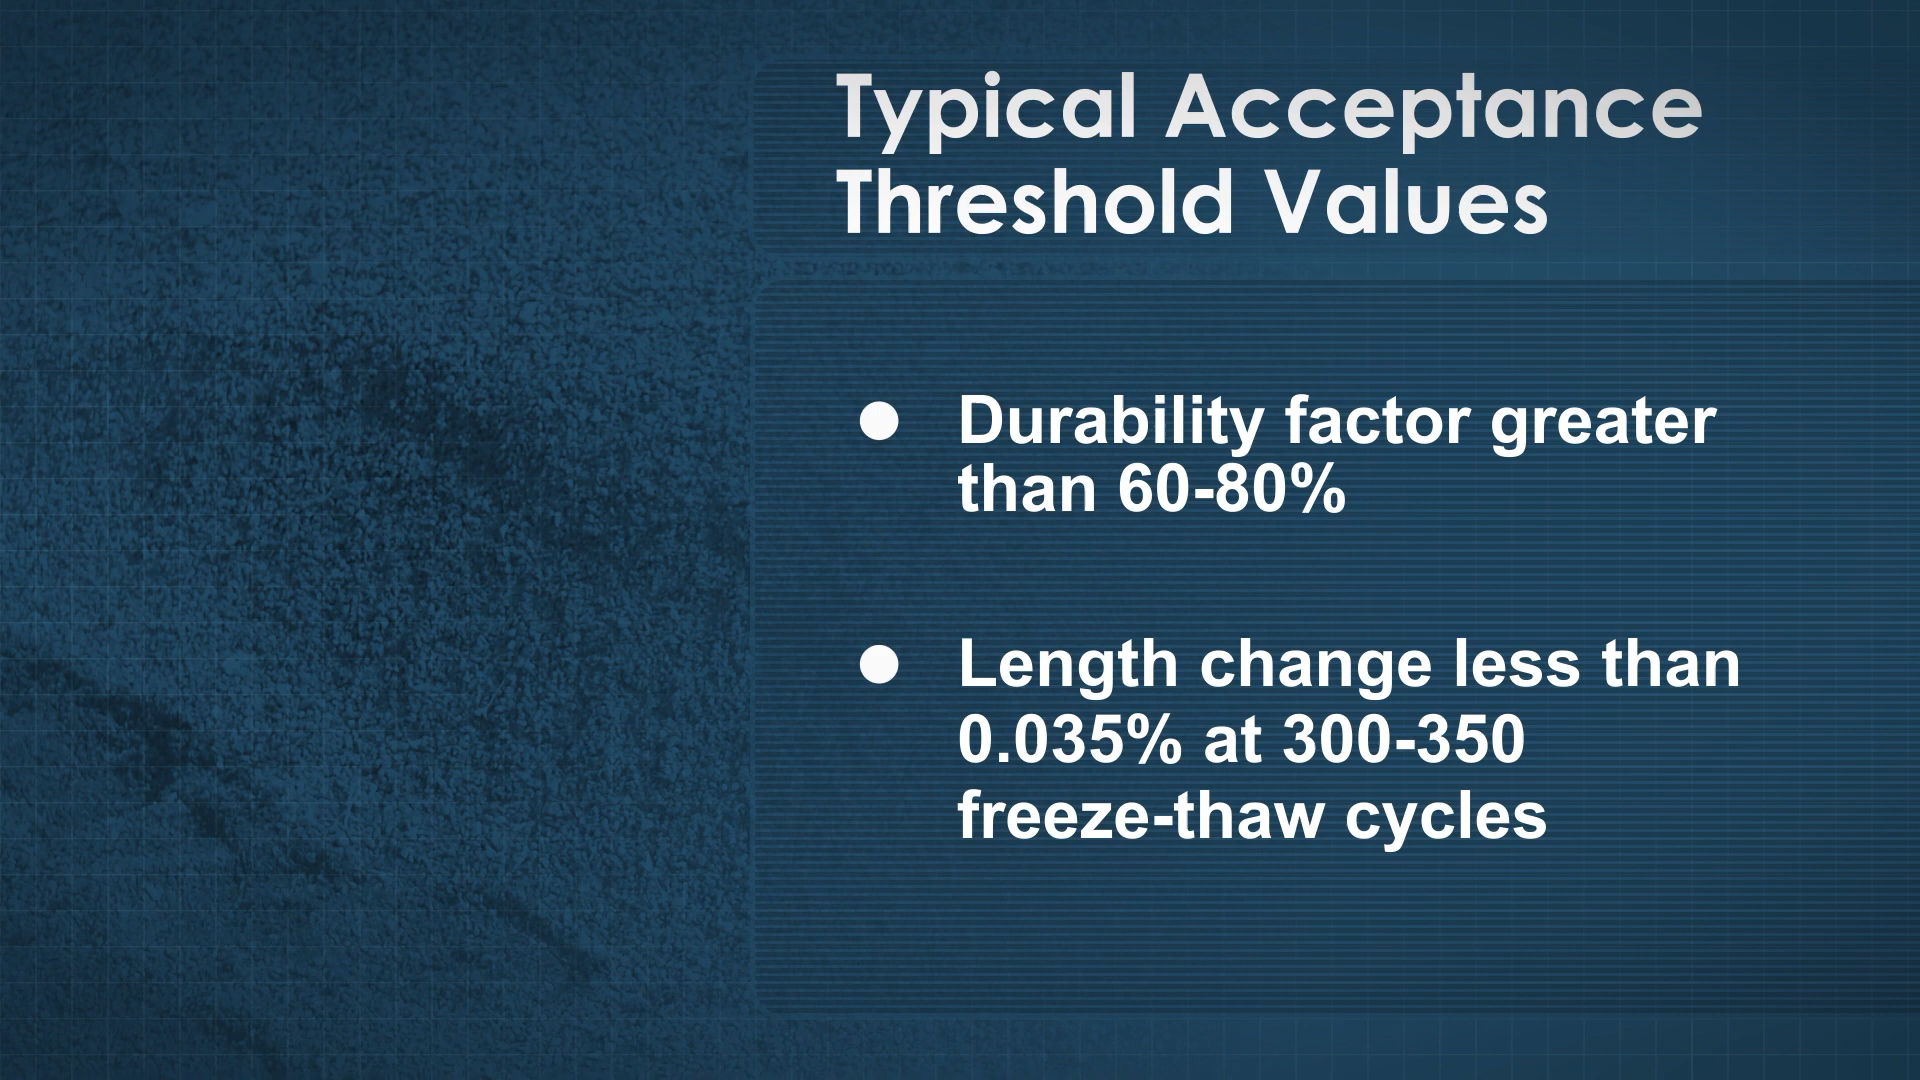 Typical Acceptance
Threshold Values
● Durability factor greater
than 60-80%
● Length change less than
0.035% at 300-350
freeze-thaw cycles